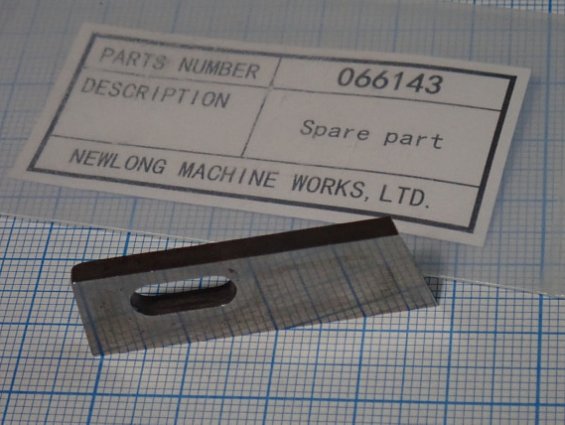 PARTS NUMBER 066143
DESCRIPTION Spare part
NEWLONG MACHINE WORKS, LTD.